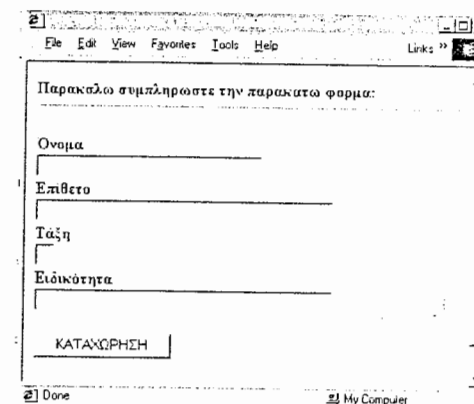 File Edit View Favorites Tools Help Links »
Παρακαλω συμπληρωστε την παρακατω φορμα:
Ονομα
Επιθετο
Τάξη
Ειδικότητα
ΚΑΤΑΧΩΡΗΣΗ
Done My Computer